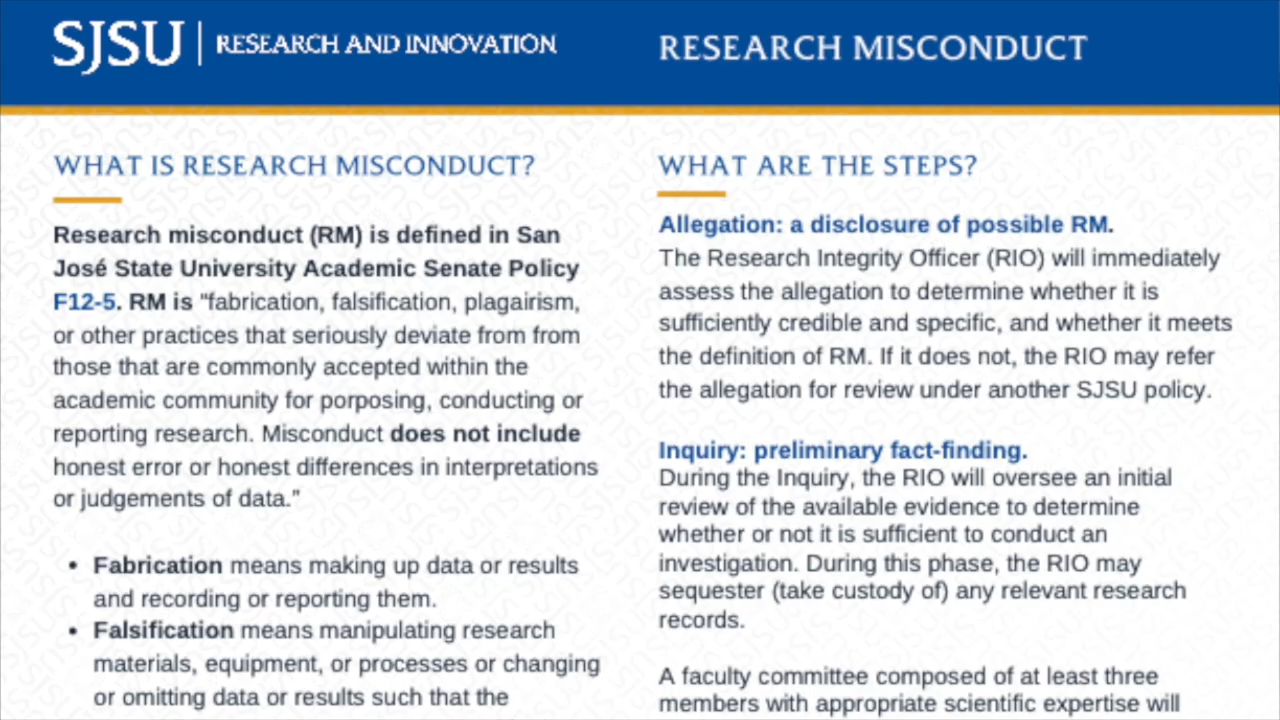 SJSU RESEARCH AND INNOVATION
RESEARCH MISCONDUCT
WHAT IS RESEARCH MISCONDUCT?
Research misconduct (RM) is defined in San
José State University Academic Senate Policy
F12-5. RM is "fabrication, falsification, plagairism,
or other practices that seriously deviate from from
those that are commonly accepted within the
academic community for porposing, conducting or
reporting research. Misconduct does not include
honest error or honest differences in interpretations
or judgements of data."
• Fabrication means making up data or results
and recording or reporting them.
• Falsification means manipulating research
materials, equipment, or processes or changing
or omitting data or results such that the
WHAT ARE THE STEPS?
Allegation: a disclosure of possible RM.
The Research Integrity Officer (RIO) will immediately
assess the allegation to determine whether it is
sufficiently credible and specific, and whether it meets
the definition of RM. If it does not, the RIO may refer
the allegation for review under another SJSU policy.
Inquiry: preliminary fact-finding.
During the Inquiry, the RIO will oversee an initial
review of the available evidence to determine
whether or not it is sufficient to conduct an
investigation. During this phase, the RIO may
sequester (take custody of) any relevant research
records.
A faculty committee composed of at least three
members with appropriate scientific expertise will